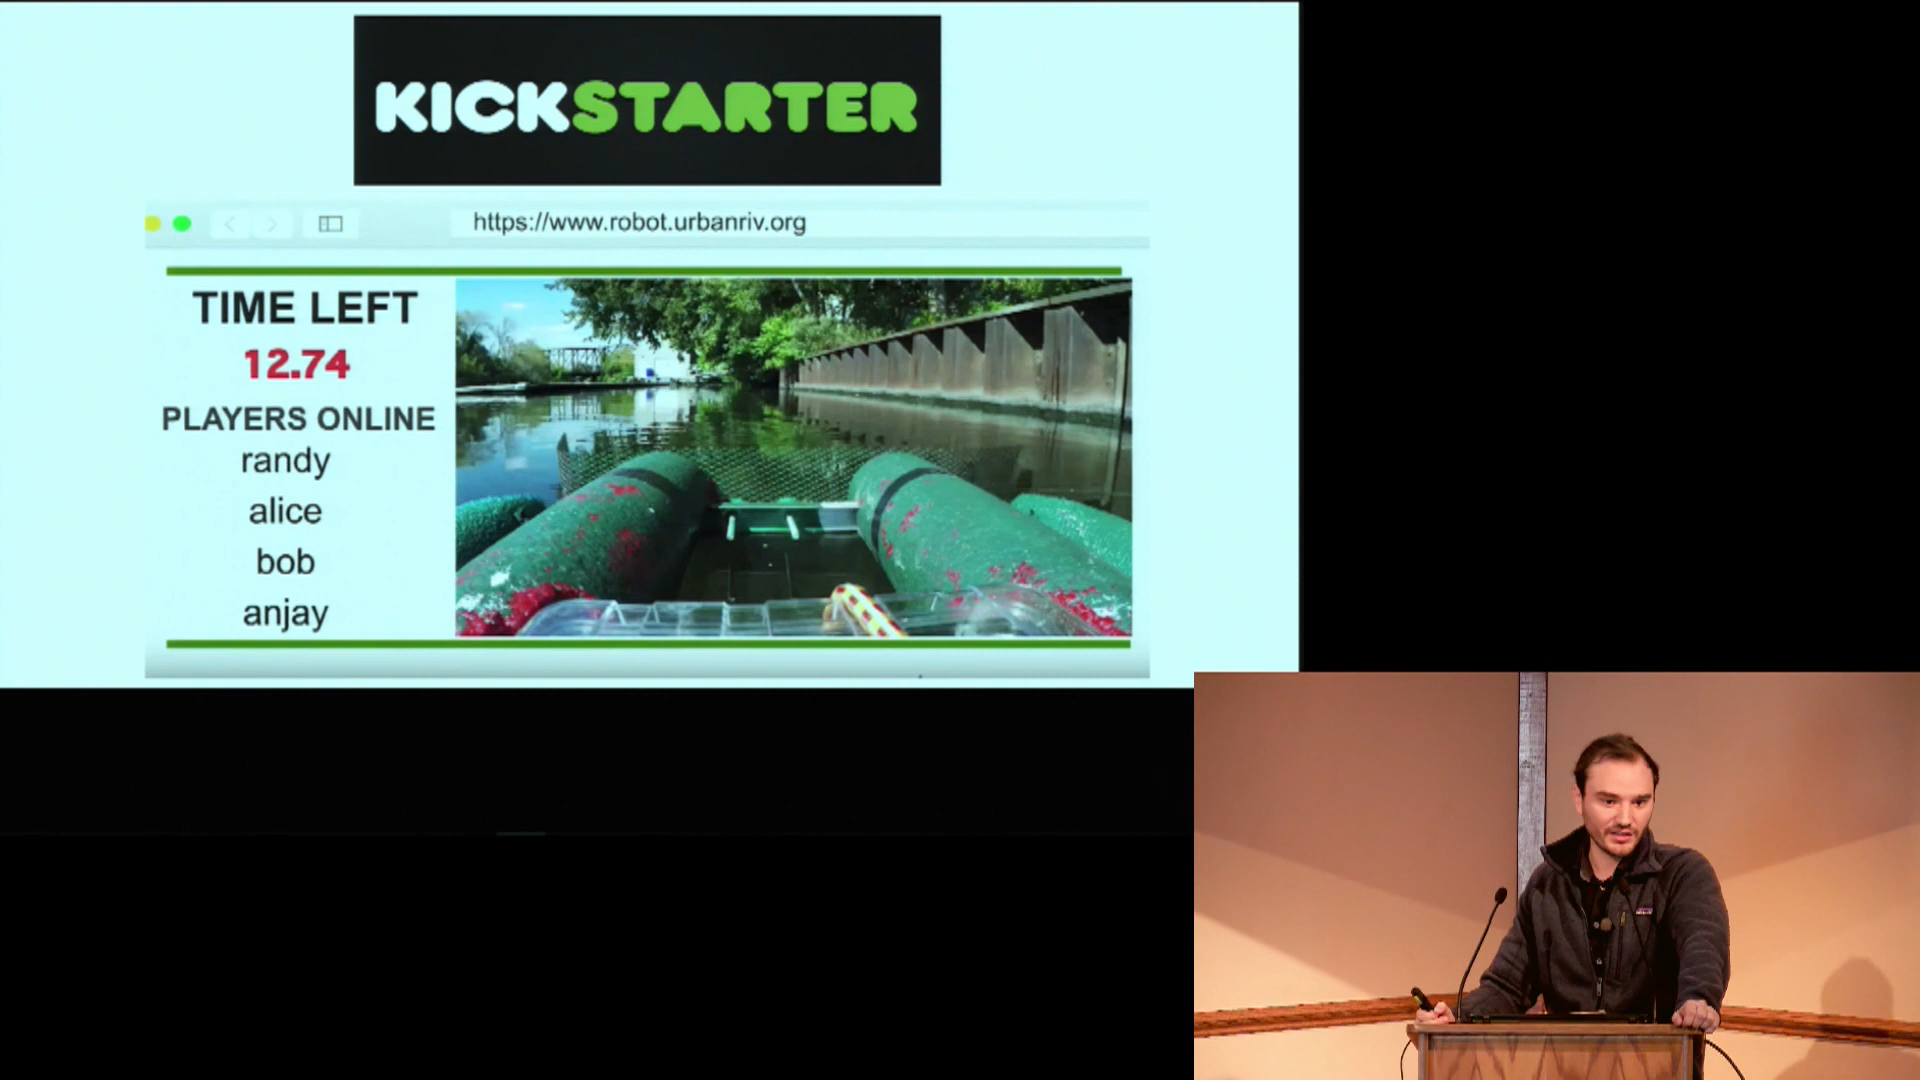 KICKSTARTER
https://www.robot.urbanriv.org
TIME LEFT
12.74
PLAYERS ONLINE
randy
alice
bob
anjay